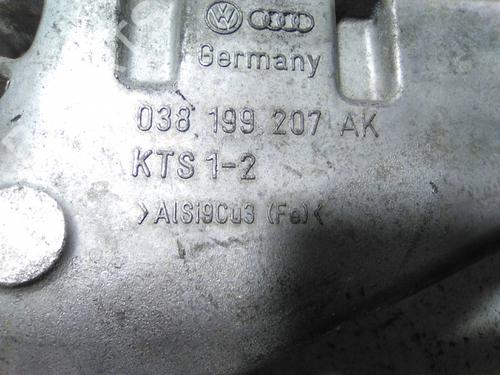 Germany
038 199 207 AK
KTS 1-2
>AlSi9Cu3 (Fe)<